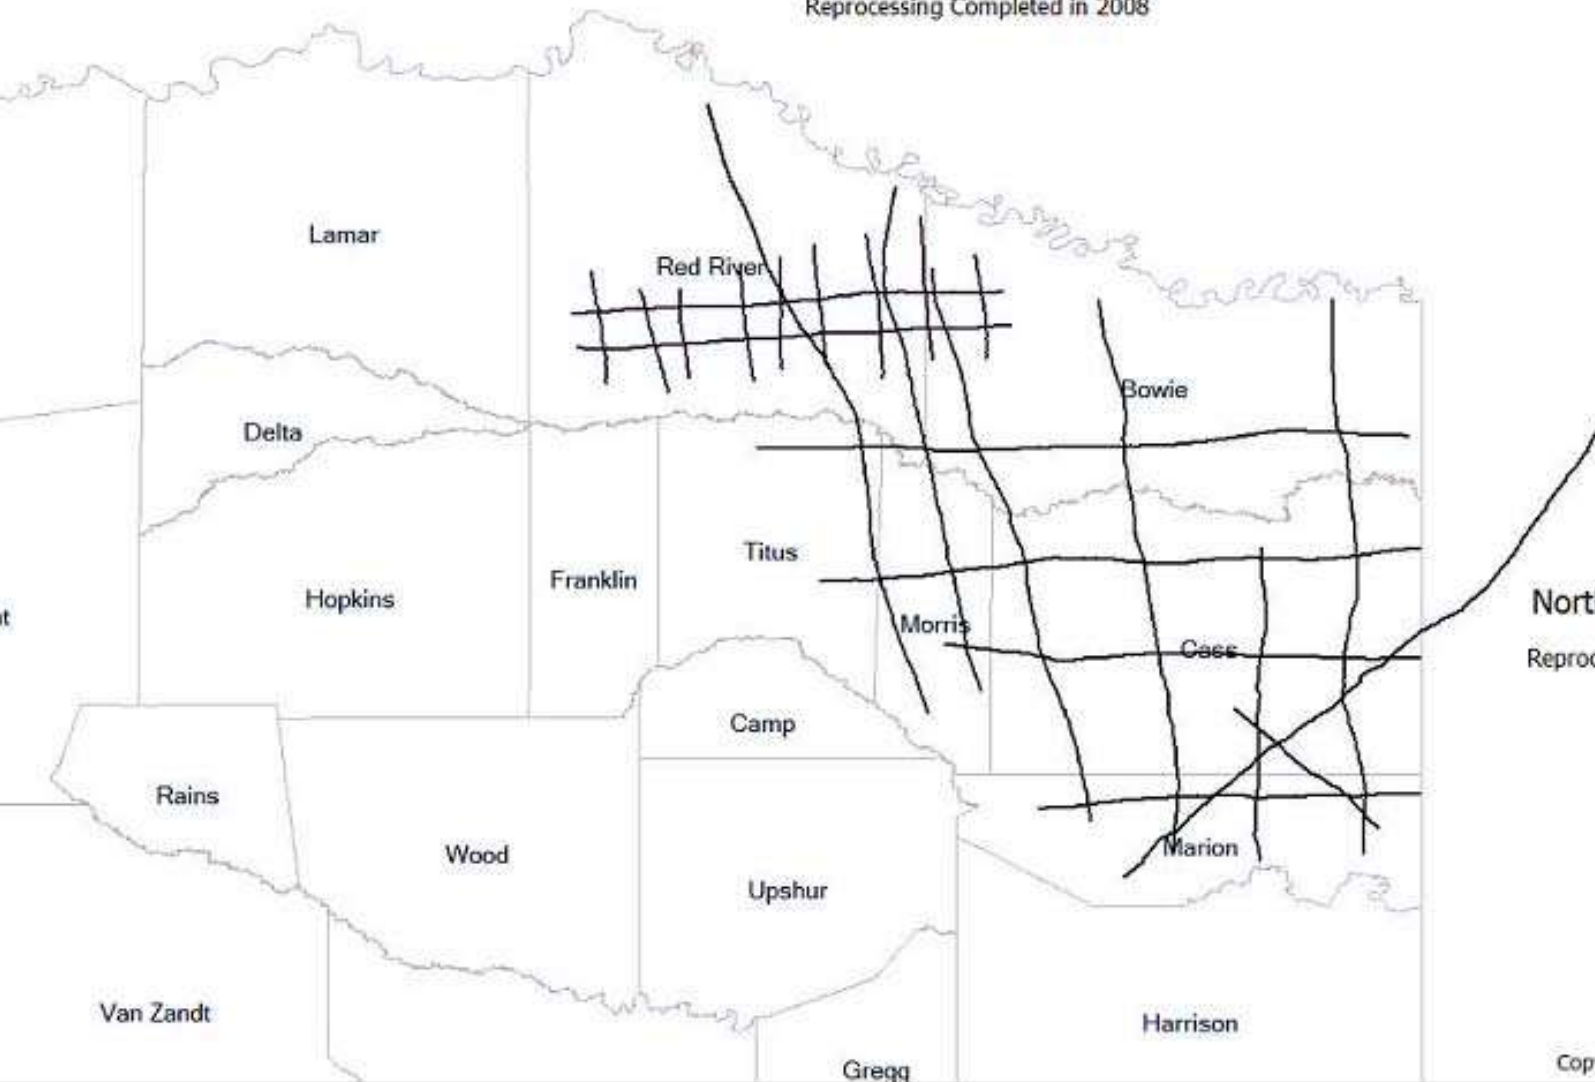 Reprocessing Completed in 2008
Lamar
Red River
Bowie
Delta
Titus
Franklin
Hopkins
Morris
Cass
Camp
Rains
Wood
Marion
Upshur
Van Zandt
Harrison
Gregg
Nort
Reproc
Cop
nt